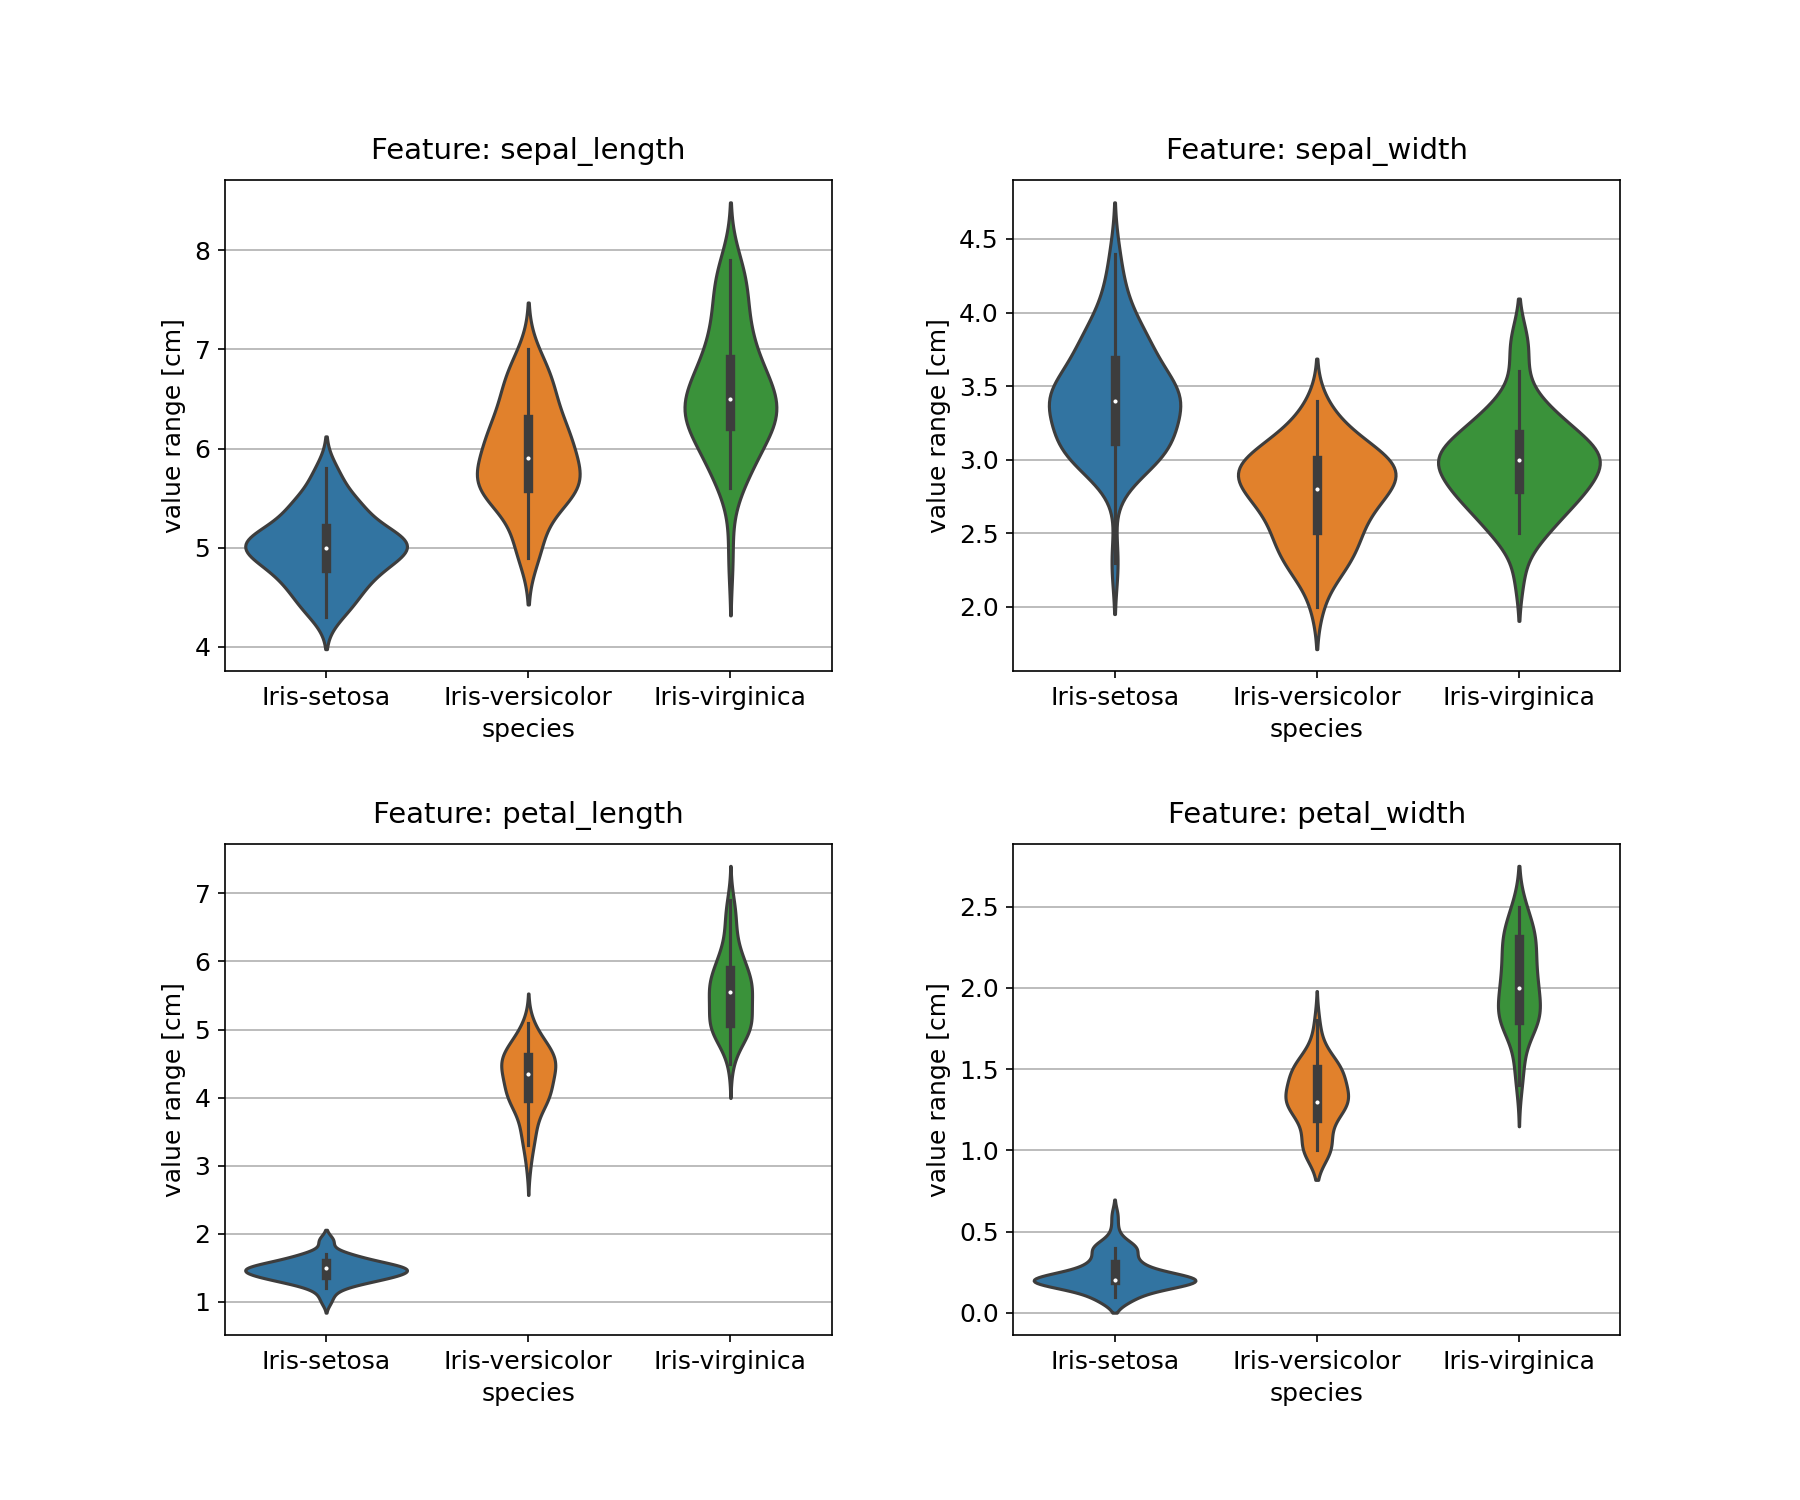 Feature: sepal_length
value range [cm]
8
7
6
5
4
Iris-setosa Iris-versicolor Iris-virginica
species
Feature: sepal_width
value range [cm]
4.5
4.0
3.5
3.0
2.5
2.0
Iris-setosa Iris-versicolor Iris-virginica
species
Feature: petal_length
value range [cm]
7
6
5
4
3
2
1
Iris-setosa Iris-versicolor Iris-virginica
species
Feature: petal_width
value range [cm]
2.5
2.0
1.5
1.0
0.5
0.0
Iris-setosa Iris-versicolor Iris-virginica
species